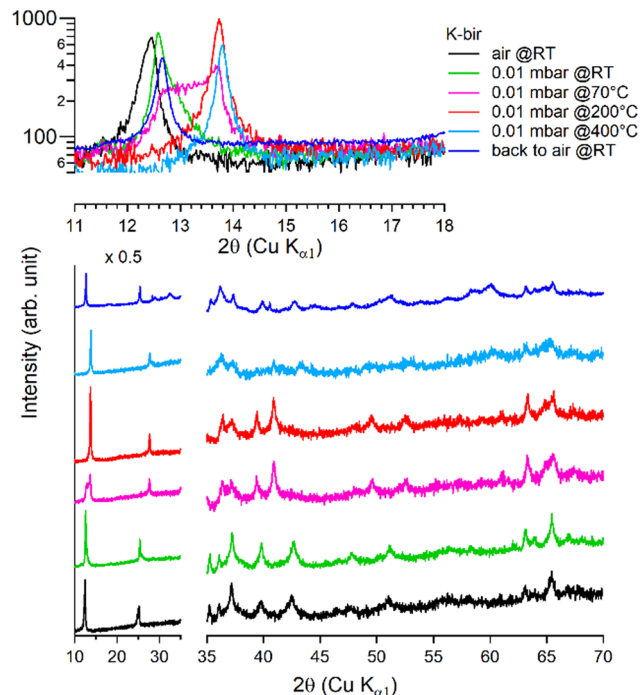 K-bir
air @RT
0.01 mbar @RT
0.01 mbar @70°C
0.01 mbar @200°C
0.01 mbar @400°C
back to air @RT
1000
6
4
2
100
6
11 12 13 14 15 16 17 18
2θ (Cu Kα1)
x 0.5
Intensity (arb. unit)
10 20 30 35 40 45 50 55 60 65 70
2θ (Cu Kα1)